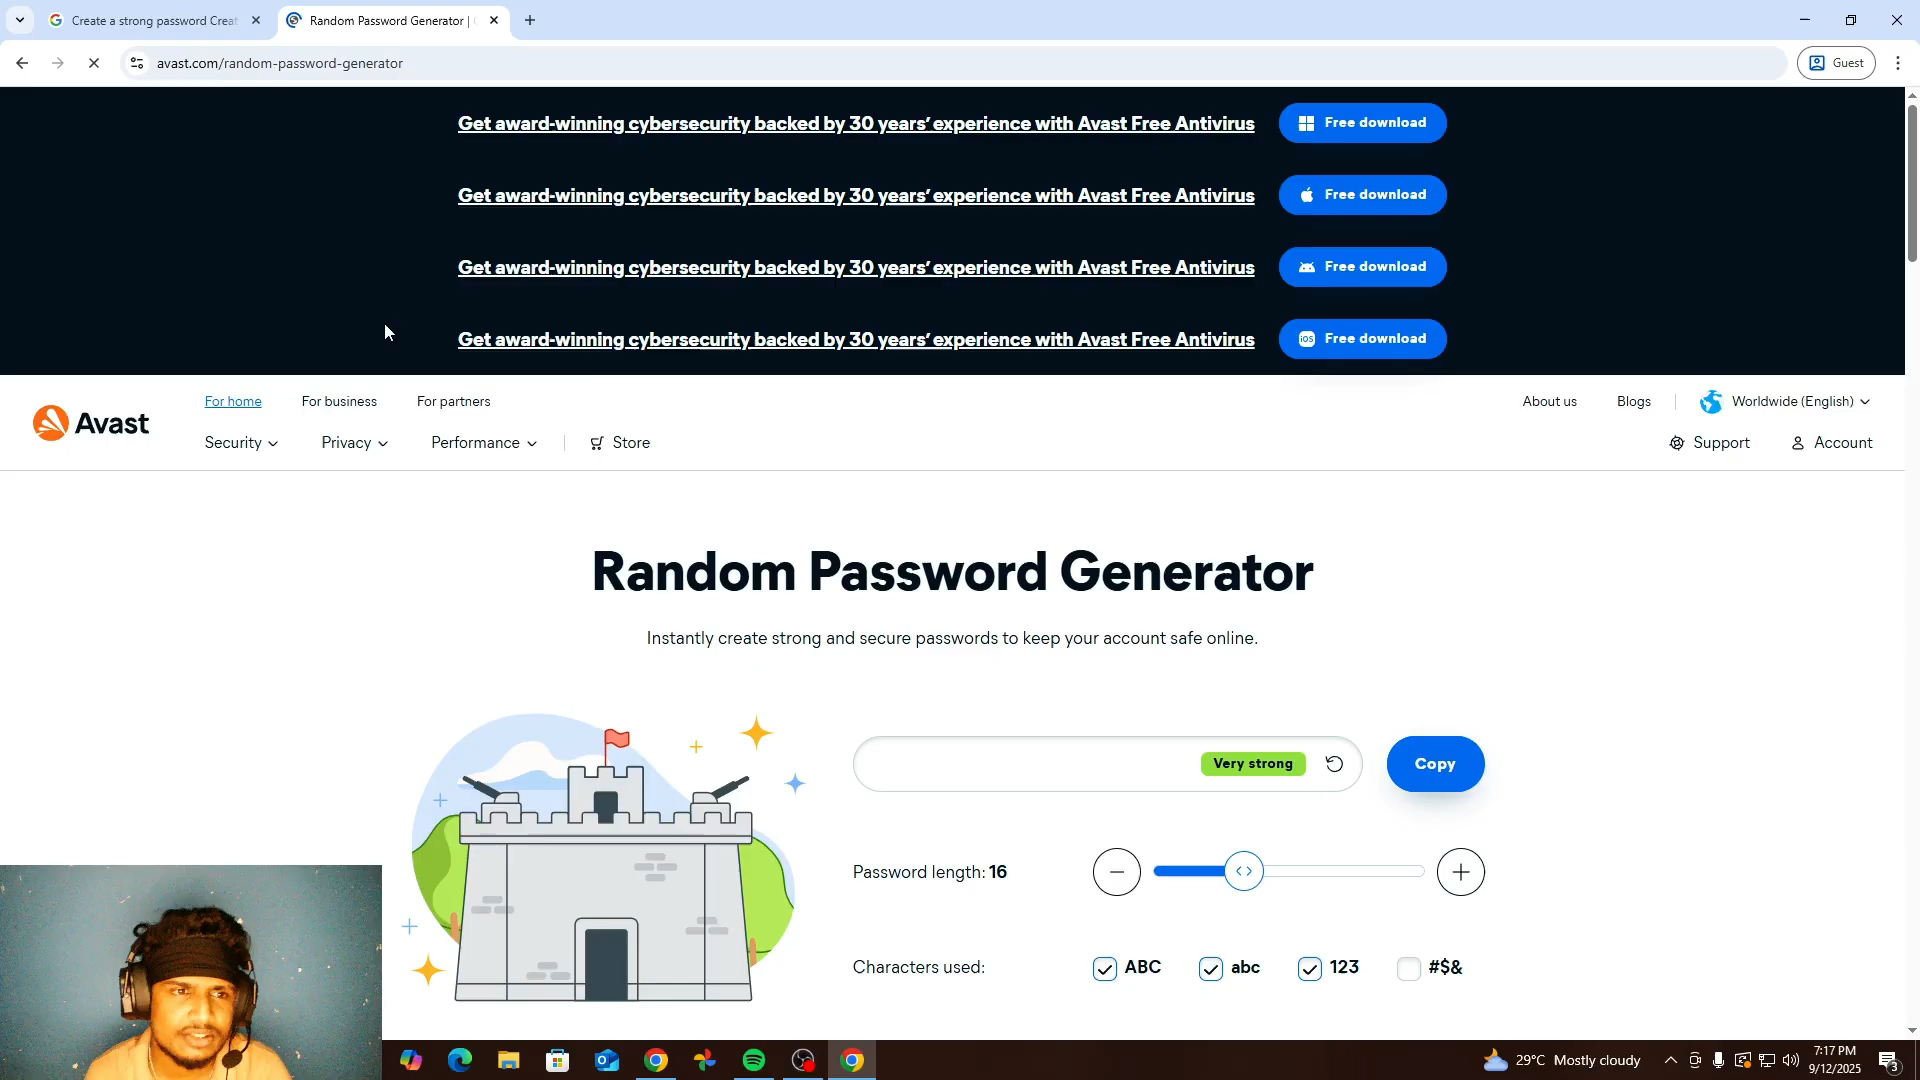 Create a strong password Creat
Random Password Generator |
avast.com/random-password-generator
Guest
Get award-winning cybersecurity backed by 30 years’ experience with Avast Free Antivirus
Free download
Get award-winning cybersecurity backed by 30 years’ experience with Avast Free Antivirus
Free download
Get award-winning cybersecurity backed by 30 years’ experience with Avast Free Antivirus
Free download
Get award-winning cybersecurity backed by 30 years’ experience with Avast Free Antivirus
iOS Free download
Avast
For home For business For partners
About us Blogs Worldwide (English)
Security Privacy Performance Store
Support Account
Random Password Generator
Instantly create strong and secure passwords to keep your account safe online.
Very strong
Copy
Password length: 16
Characters used: ABC abc 123 #$&
29°C Mostly cloudy
7:17 PM
9/12/2025
3